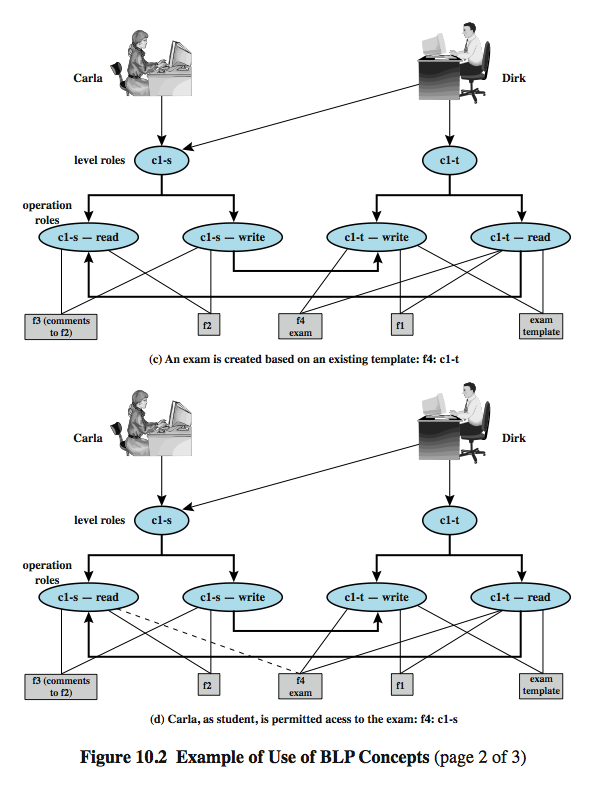 Carla
Dirk
level roles
c1-s
c1-t
operation
roles
c1-s — read
c1-s — write
c1-t — write
c1-t — read
f3 (comments
to f2)
f2
f4
exam
f1
exam
template
(c) An exam is created based on an existing template: f4: c1-t
Carla
Dirk
level roles
c1-s
c1-t
operation
roles
c1-s — read
c1-s — write
c1-t — write
c1-t — read
f3 (comments
to f2)
f2
f4
exam
f1
exam
template
(d) Carla, as student, is permitted acess to the exam: f4: c1-s
Figure 10.2 Example of Use of BLP Concepts (page 2 of 3)